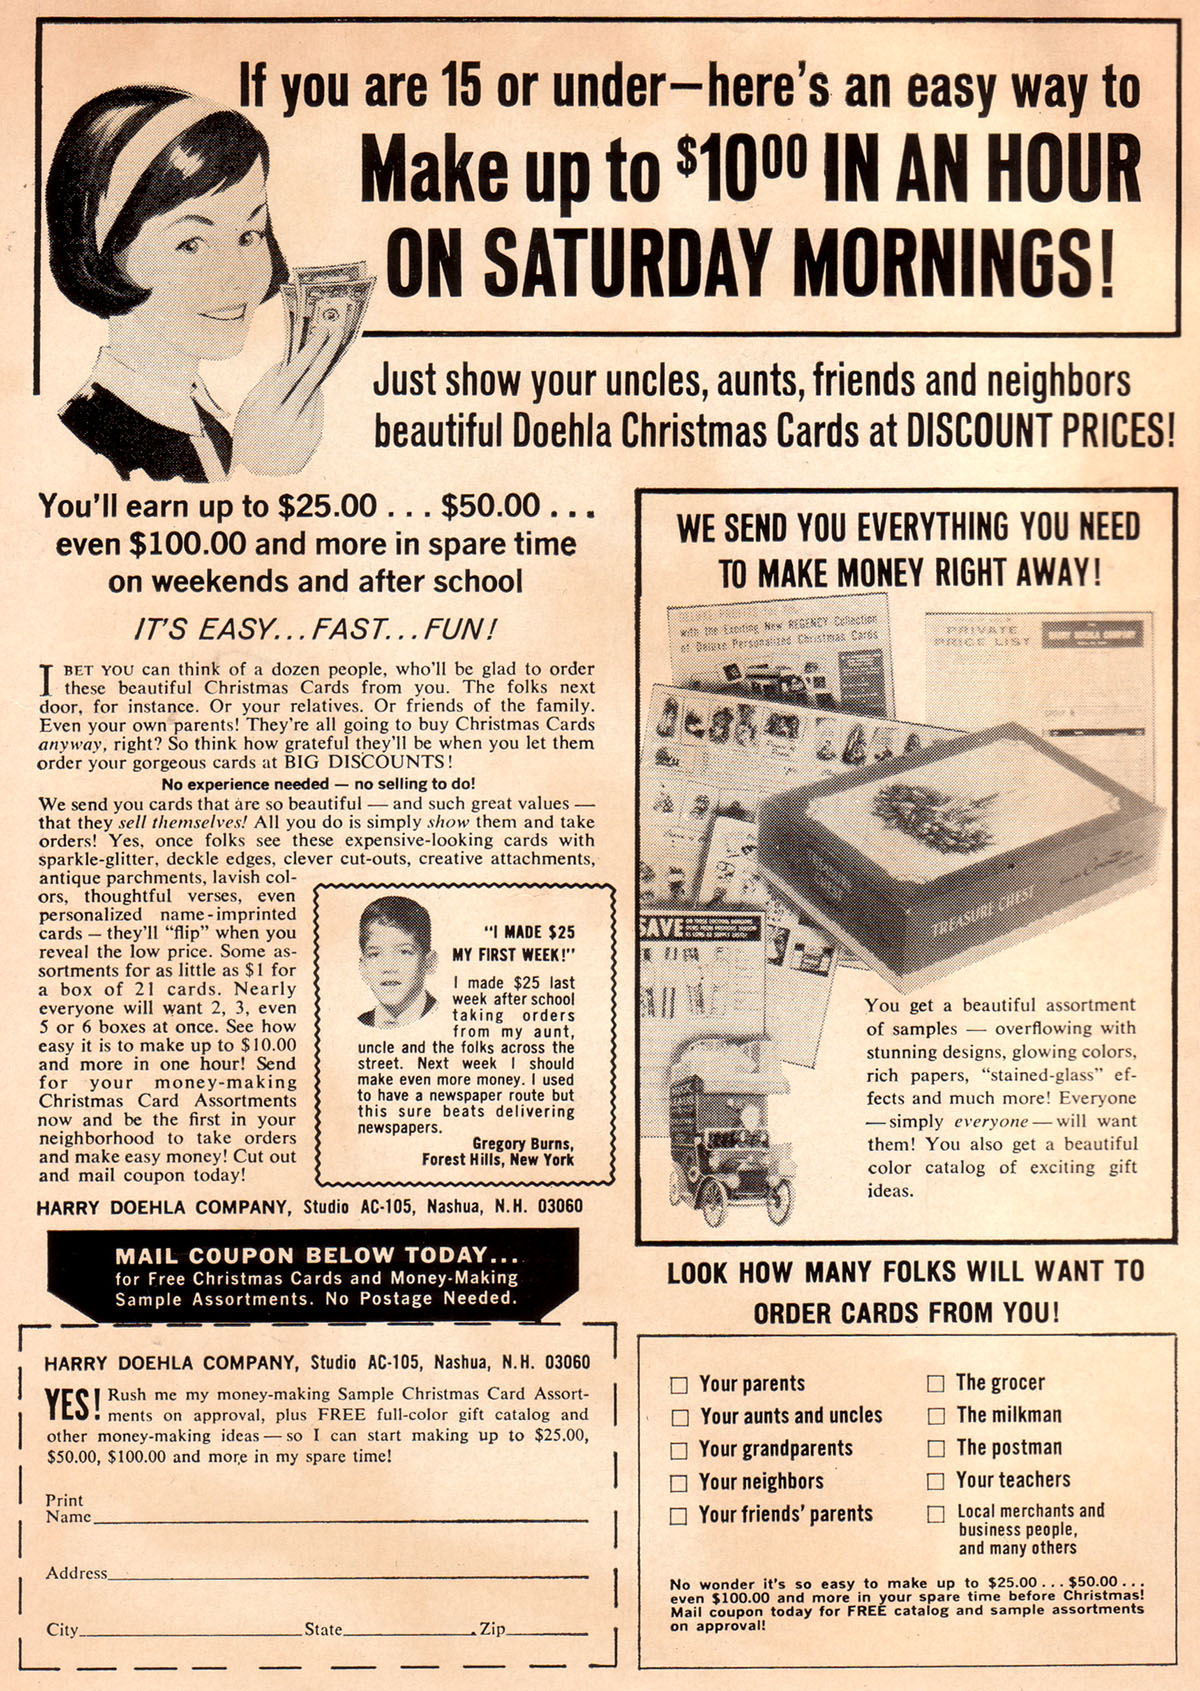 If you are 15 or under—here's an easy way to
Make up to $10⁰⁰ IN AN HOUR
ON SATURDAY MORNINGS!
Just show your uncles, aunts, friends and neighbors
beautiful Doehla Christmas Cards at DISCOUNT PRICES!
You'll earn up to $25.00 . . . $50.00 . . .
even $100.00 and more in spare time
on weekends and after school
IT'S EASY...FAST...FUN!
I BET YOU can think of a dozen people, who'll be glad to order
these beautiful Christmas Cards from you. The folks next
door, for instance. Or your relatives. Or friends of the family.
Even your own parents! They're all going to buy Christmas Cards
anyway, right? So think how grateful they'll be when you let them
order your gorgeous cards at BIG DISCOUNTS!
No experience needed — no selling to do!
We send you cards that are so beautiful — and such great values —
that they sell themselves! All you do is simply show them and take
orders! Yes, once folks see these expensive-looking cards with
sparkle-glitter, deckle edges, clever cut-outs, creative attachments,
antique parchments, lavish col-
ors, thoughtful verses, even
personalized name-imprinted
cards — they'll "flip" when you
reveal the low price. Some as-
sortments for as little as $1 for
a box of 21 cards. Nearly
everyone will want 2, 3, even
5 or 6 boxes at once. See how
easy it is to make up to $10.00
and more in one hour! Send
for your money-making
Christmas Card Assortments
now and be the first in your
neighborhood to take orders
and make easy money! Cut out
and mail coupon today!
"I MADE $25
MY FIRST WEEK!"
I made $25 last
week after school
taking orders
from my aunt,
uncle and the folks across the
street. Next week I should
make even more money. I used
to have a newspaper route but
this sure beats delivering
newspapers.
Gregory Burns,
Forest Hills, New York
HARRY DOEHLA COMPANY, Studio AC-105, Nashua, N.H. 03060
MAIL COUPON BELOW TODAY...
for Free Christmas Cards and Money-Making
Sample Assortments. No Postage Needed.
HARRY DOEHLA COMPANY, Studio AC-105, Nashua, N.H. 03060
YES! Rush me my money-making Sample Christmas Card Assort-
ments on approval, plus FREE full-color gift catalog and
other money-making ideas — so I can start making up to $25.00,
$50.00, $100.00 and more in my spare time!
Print
Name
Address
City State Zip
WE SEND YOU EVERYTHING YOU NEED
TO MAKE MONEY RIGHT AWAY!
with the Exciting New REGENCY Collection
of Deluxe Personalized Christmas Cards
PRIVATE
PRICE LIST
TREASURE CHEST
SAVE
You get a beautiful assortment
of samples — overflowing with
stunning designs, glowing colors,
rich papers, "stained-glass" ef-
fects and much more! Everyone
— simply everyone — will want
them! You also get a beautiful
color catalog of exciting gift
ideas.
LOOK HOW MANY FOLKS WILL WANT TO
ORDER CARDS FROM YOU!
Your parents
Your aunts and uncles
Your grandparents
Your neighbors
Your friends' parents
The grocer
The milkman
The postman
Your teachers
Local merchants and
business people,
and many others
No wonder it's so easy to make up to $25.00 . . . $50.00 . . .
even $100.00 and more in your spare time before Christmas!
Mail coupon today for FREE catalog and sample assortments
on approval!